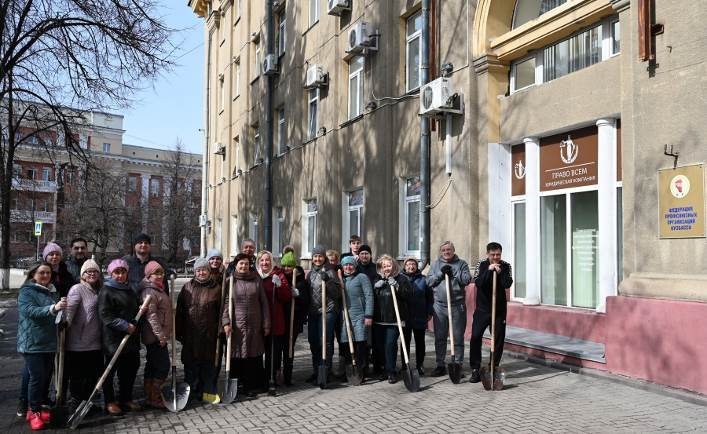 ПРАВО ВСЕМ
ЮРИДИЧЕСКАЯ КОМПАНИЯ
ФЕДЕРАЦИЯ
ПРОФСОЮЗНЫХ
ОРГАНИЗАЦИЙ
КУЗБАССА